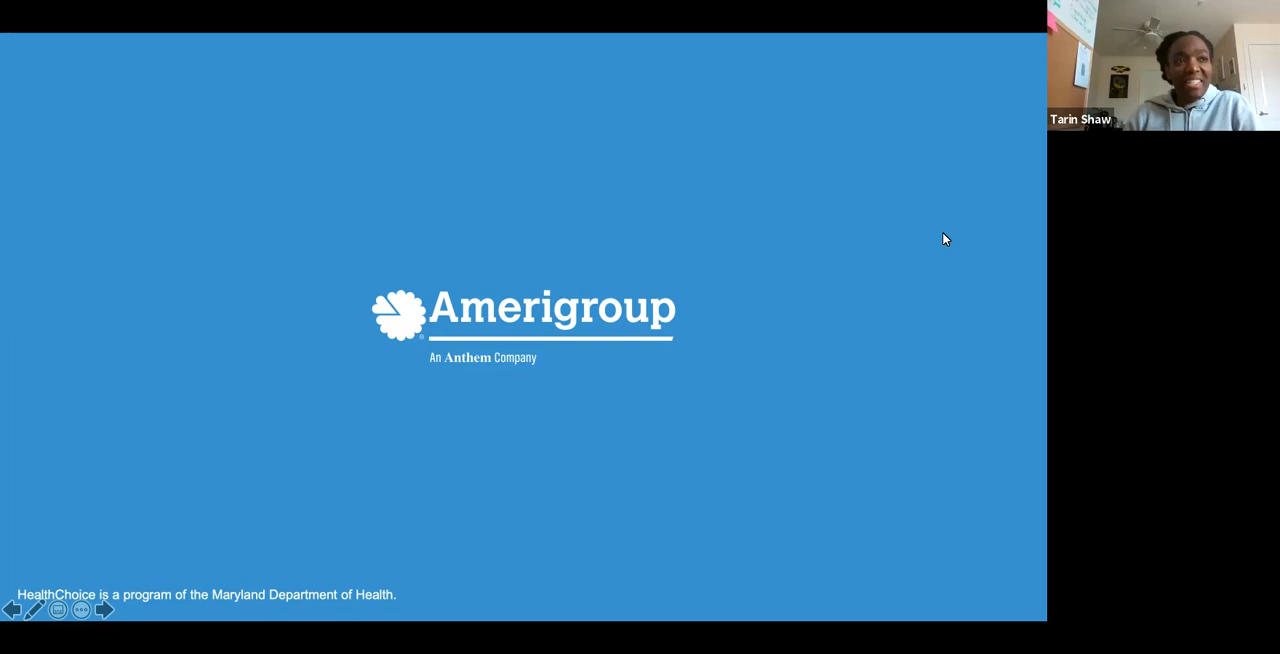 Tarin Shaw
Amerigroup
An Anthem Company
HealthChoice is a program of the Maryland Department of Health.